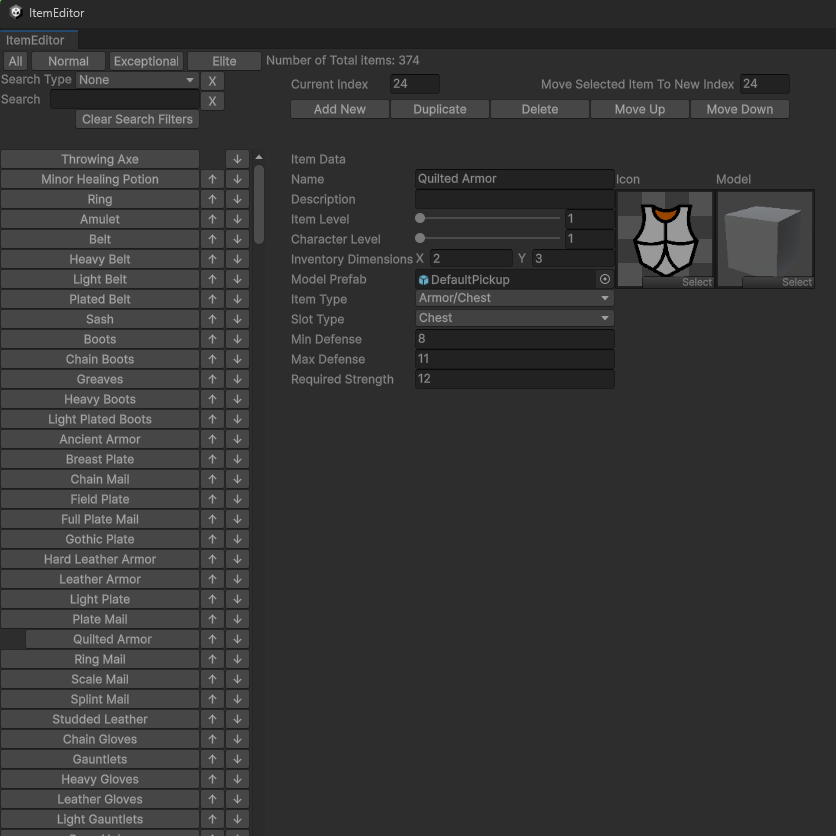 ItemEditor
ItemEditor
All Normal Exceptional Elite Number of Total items: 374
Search Type None X
Search X
Clear Search Filters
Current Index 24 Move Selected Item To New Index 24
Add New Duplicate Delete Move Up Move Down
Throwing Axe ↓
Minor Healing Potion ↑ ↓
Ring ↑ ↓
Amulet ↑ ↓
Belt ↑ ↓
Heavy Belt ↑ ↓
Light Belt ↑ ↓
Plated Belt ↑ ↓
Sash ↑ ↓
Boots ↑ ↓
Chain Boots ↑ ↓
Greaves ↑ ↓
Heavy Boots ↑ ↓
Light Plated Boots ↑ ↓
Ancient Armor ↑ ↓
Breast Plate ↑ ↓
Chain Mail ↑ ↓
Field Plate ↑ ↓
Full Plate Mail ↑ ↓
Gothic Plate ↑ ↓
Hard Leather Armor ↑ ↓
Leather Armor ↑ ↓
Light Plate ↑ ↓
Plate Mail ↑ ↓
Quilted Armor ↑ ↓
Ring Mail ↑ ↓
Scale Mail ↑ ↓
Splint Mail ↑ ↓
Studded Leather ↑ ↓
Chain Gloves ↑ ↓
Gauntlets ↑ ↓
Heavy Gloves ↑ ↓
Leather Gloves ↑ ↓
Light Gauntlets ↑ ↓
Item Data
Name Quilted Armor
Description
Item Level 1
Character Level 1
Inventory Dimensions X 2 Y 3
Model Prefab DefaultPickup
Item Type Armor/Chest
Slot Type Chest
Min Defense 8
Max Defense 11
Required Strength 12
Icon Model
Select Select